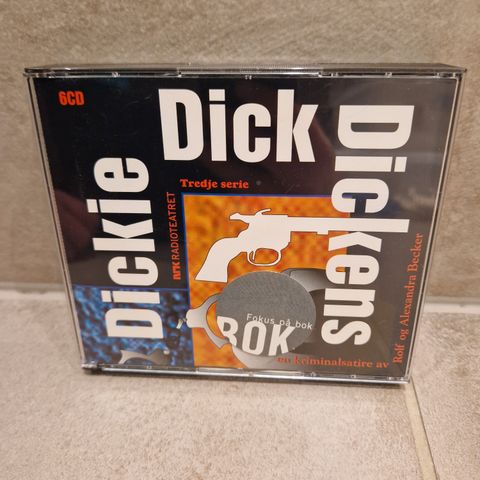 6CD
Dickie
Dick
Dickens
Tredje serie
NRK RADIOTEATRET
Fokus på bok
BOK
en kriminalsatire av
Rolf og Alexandra Becker